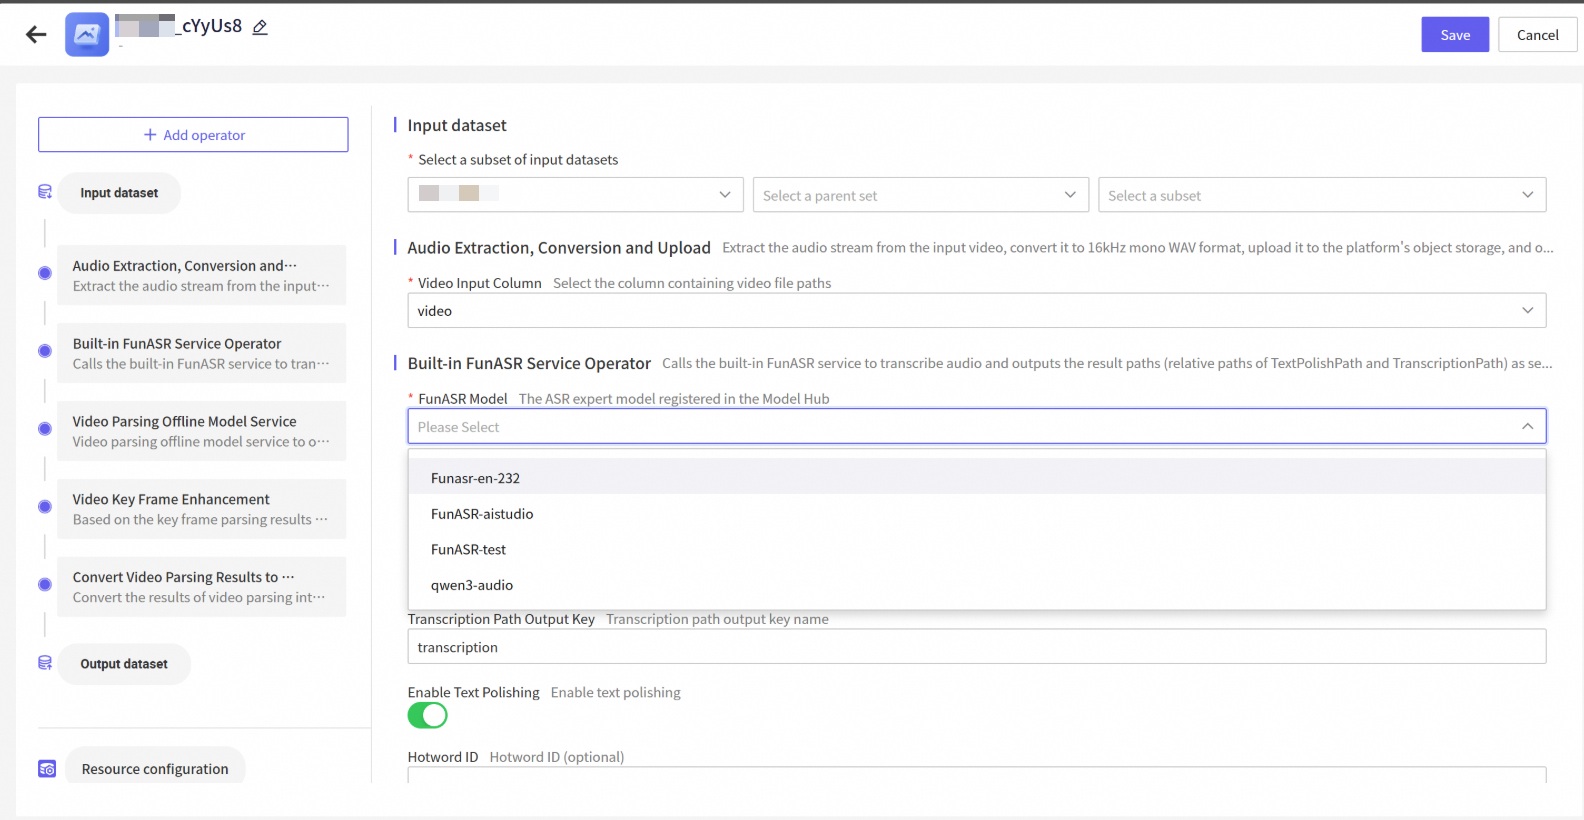 _cYyUs8
-
Save
Cancel
Add operator
Input dataset
Audio Extraction, Conversion and···
Extract the audio stream from the input···
Built-in FunASR Service Operator
Calls the built-in FunASR service to tran···
Video Parsing Offline Model Service
Video parsing offline model service to o···
Video Key Frame Enhancement
Based on the key frame parsing results ···
Convert Video Parsing Results to ···
Convert the results of video parsing int···
Output dataset
Resource configuration
Input dataset
* Select a subset of input datasets
Select a parent set
Select a subset
Audio Extraction, Conversion and Upload Extract the audio stream from the input video, convert it to 16kHz mono WAV format, upload it to the platform's object storage, and o...
* Video Input Column Select the column containing video file paths
video
Built-in FunASR Service Operator Calls the built-in FunASR service to transcribe audio and outputs the result paths (relative paths of TextPolishPath and TranscriptionPath) as se...
* FunASR Model The ASR expert model registered in the Model Hub
Please Select
Funasr-en-232
FunASR-aistudio
FunASR-test
qwen3-audio
Transcription Path Output Key Transcription path output key name
transcription
Enable Text Polishing Enable text polishing
Hotword ID Hotword ID (optional)